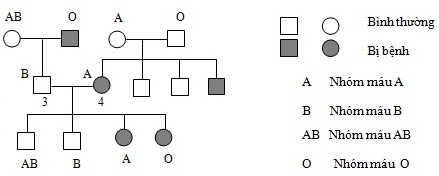 AB O A O
B A
3 4
AB B A O
Bình thường
Bị bệnh
A Nhóm máu A
B Nhóm máu B
AB Nhóm máu AB
O Nhóm máu O